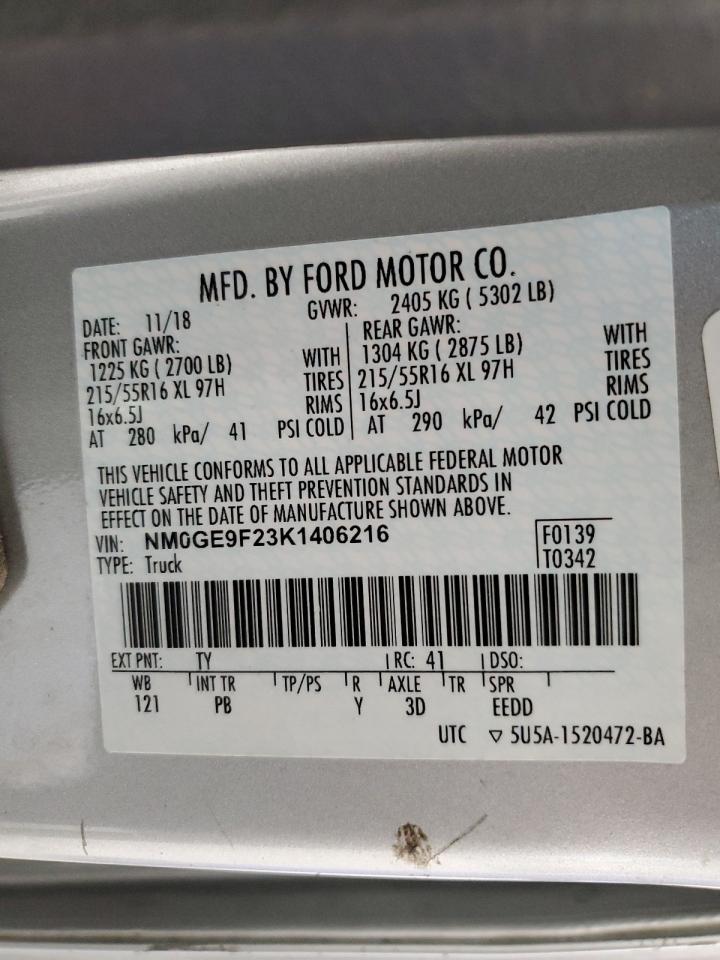 MFD. BY FORD MOTOR CO.
DATE: 11/18 GVWR: 2405 KG ( 5302 LB)
FRONT GAWR: REAR GAWR:
1225 KG ( 2700 LB) WITH 1304 KG ( 2875 LB) WITH
215/55R16 XL 97H TIRES 215/55R16 XL 97H TIRES
16x6.5J RIMS 16x6.5J RIMS
AT 280 kPa/ 41 PSI COLD AT 290 kPa/ 42 PSI COLD
THIS VEHICLE CONFORMS TO ALL APPLICABLE FEDERAL MOTOR
VEHICLE SAFETY AND THEFT PREVENTION STANDARDS IN
EFFECT ON THE DATE OF MANUFACTURE SHOWN ABOVE.
VIN: NM0GE9F23K1406216 F0139
TYPE: Truck T0342
EXT PNT: TY RC: 41 DSO:
WB INT TR TP/PS R AXLE TR SPR
121 PB Y 3D EEDD
UTC ▽ 5U5A-1520472-BA